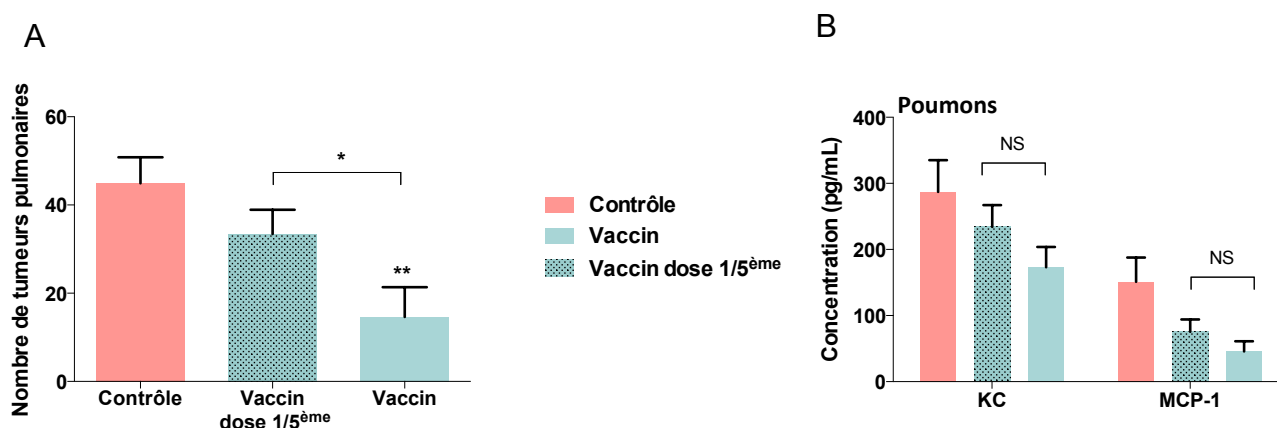 A
Nombre de tumeurs pulmonaires
60
40
20
0
*
**
Contrôle
Vaccin
dose 1/5ème
Vaccin
Contrôle
Vaccin
Vaccin dose 1/5ème
B
Poumons
Concentration (pg/mL)
400
300
200
100
0
NS
NS
KC
MCP-1